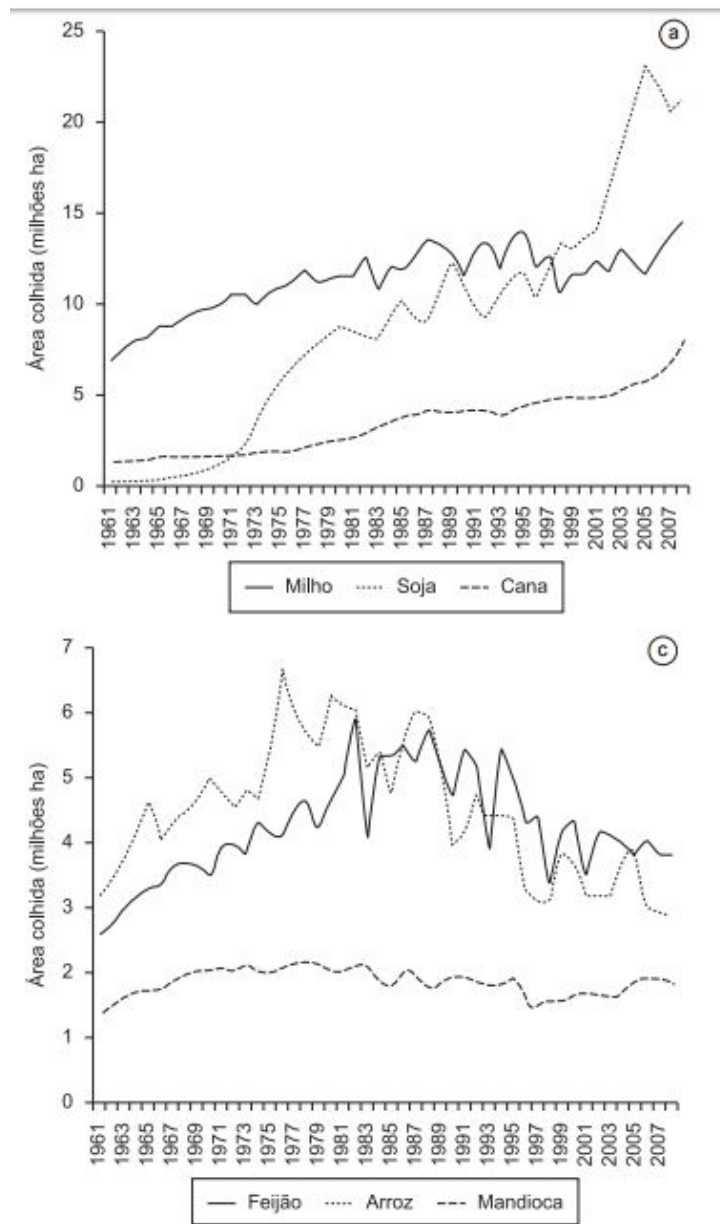 a
Área colhida (milhões ha)
25
20
15
10
5
0
1961 1963 1965 1967 1969 1971 1973 1975 1977 1979 1981 1983 1985 1987 1989 1991 1993 1995 1997 1999 2001 2003 2005 2007
Milho Soja Cana
c
Área colhida (milhões ha)
7
6
5
4
3
2
1
0
1961 1963 1965 1967 1969 1971 1973 1975 1977 1979 1981 1983 1985 1987 1989 1991 1993 1995 1997 1999 2001 2003 2005 2007
Feijão Arroz Mandioca